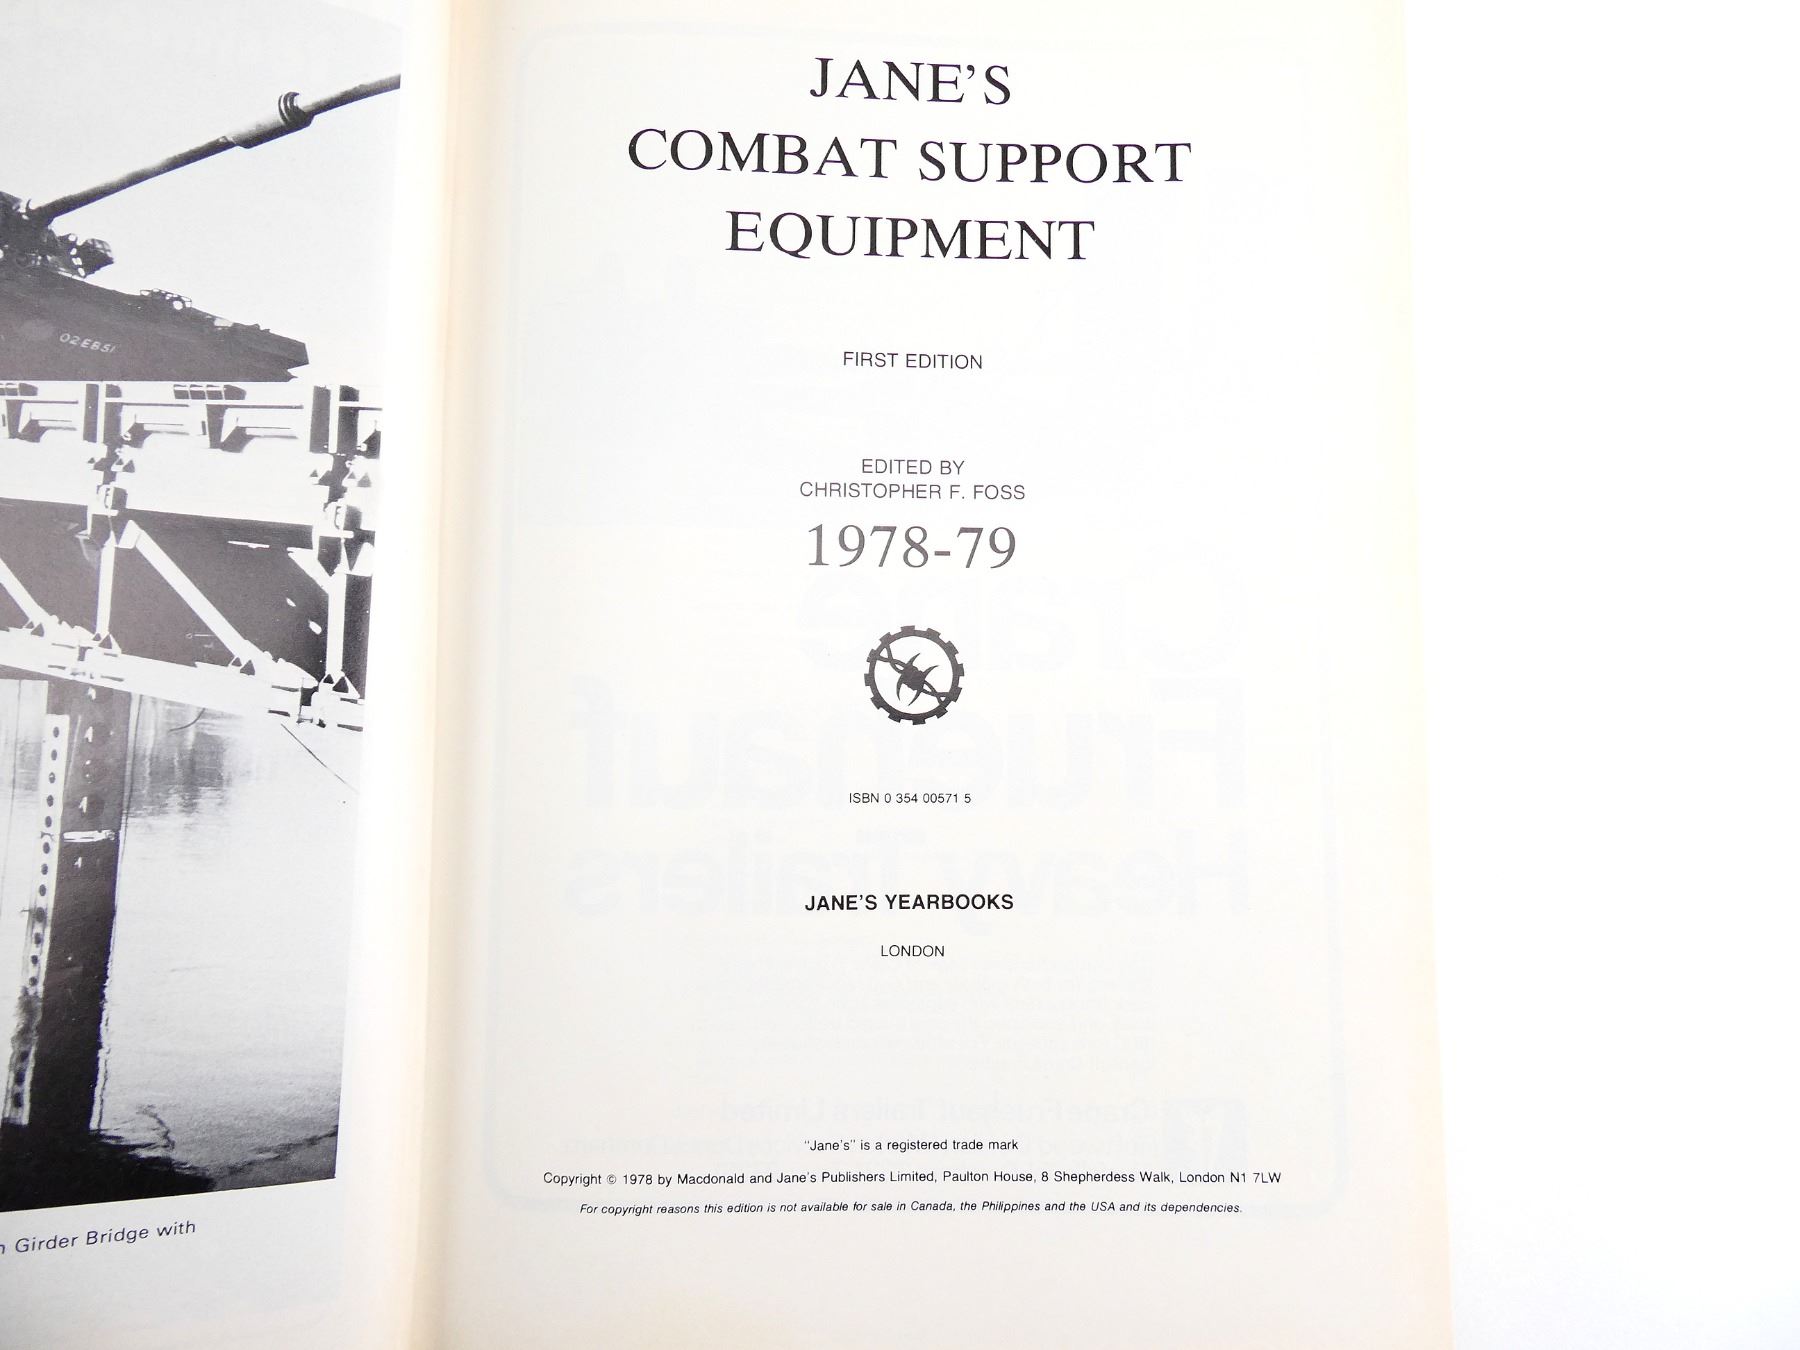 02EB51
Girder Bridge with
JANE'S
COMBAT SUPPORT
EQUIPMENT
FIRST EDITION
EDITED BY
CHRISTOPHER F. FOSS
1978-79
ISBN 0 354 00571 5
JANE'S YEARBOOKS
LONDON
"Jane's" is a registered trade mark
Copyright © 1978 by Macdonald and Jane's Publishers Limited, Paulton House, 8 Shepherdess Walk, London N1 7LW
For copyright reasons this edition is not available for sale in Canada, the Philippines and the USA and its dependencies.